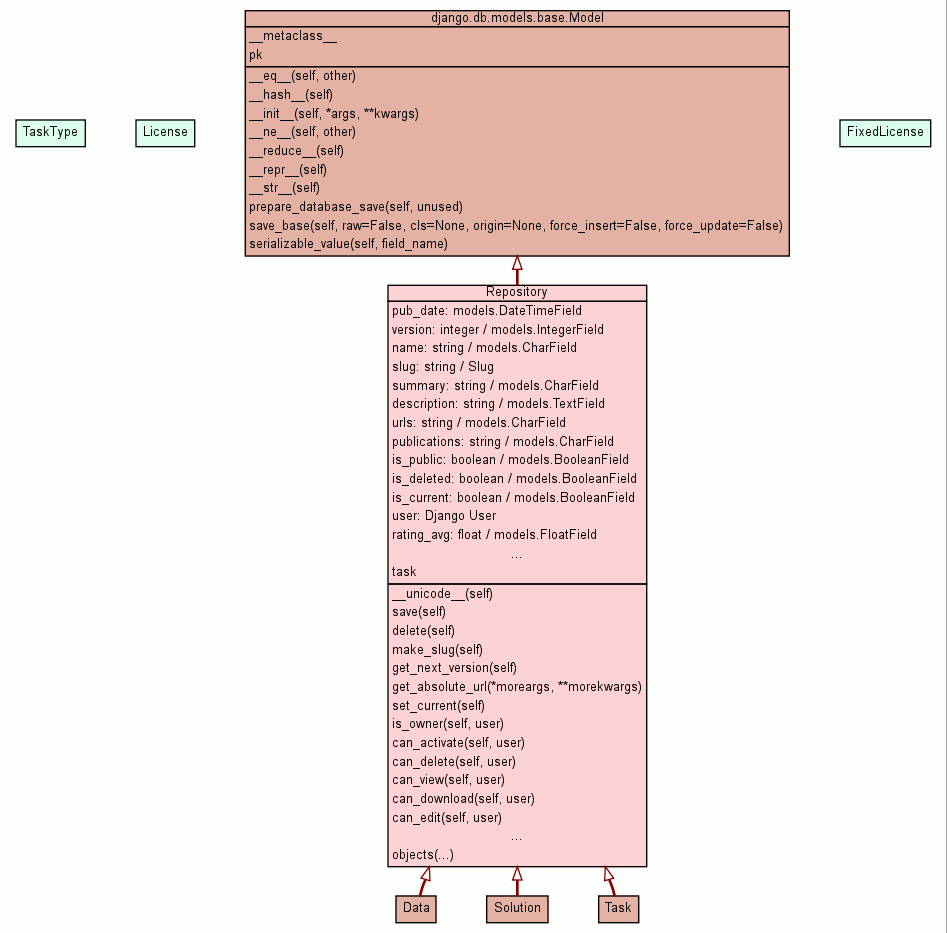 django.db.models.base.Model
__metaclass__
pk
__eq__(self, other)
__hash__(self)
__init__(self, *args, **kwargs)
__ne__(self, other)
__reduce__(self)
__repr__(self)
__str__(self)
prepare_database_save(self, unused)
save_base(self, raw=False, cls=None, origin=None, force_insert=False, force_update=False)
serializable_value(self, field_name)
TaskType
License
FixedLicense
Repository
pub_date: models.DateTimeField
version: integer / models.IntegerField
name: string / models.CharField
slug: string / Slug
summary: string / models.CharField
description: string / models.TextField
urls: string / models.CharField
publications: string / models.CharField
is_public: boolean / models.BooleanField
is_deleted: boolean / models.BooleanField
is_current: boolean / models.BooleanField
user: Django User
rating_avg: float / models.FloatField
...
task
__unicode__(self)
save(self)
delete(self)
make_slug(self)
get_next_version(self)
get_absolute_url(*moreargs, **morekwargs)
set_current(self)
is_owner(self, user)
can_activate(self, user)
can_delete(self, user)
can_view(self, user)
can_download(self, user)
can_edit(self, user)
...
objects(...)
Data
Solution
Task